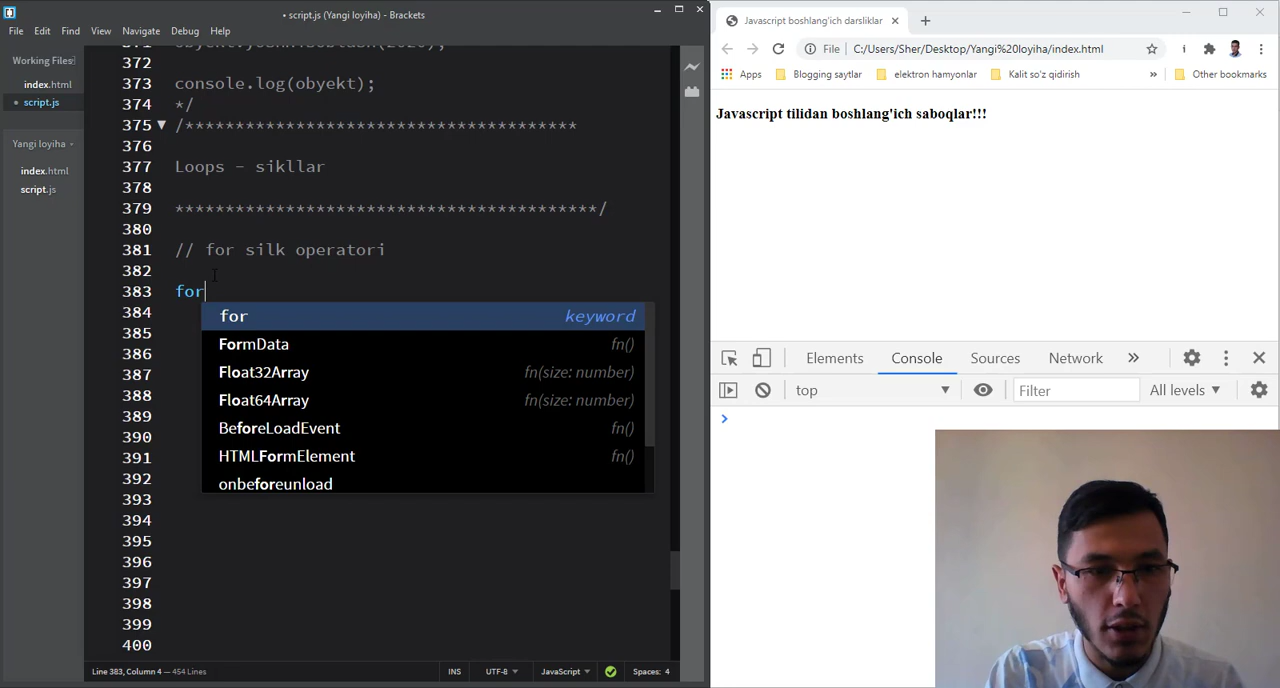 • script.js (Yangi loyiha) - Brackets
File Edit Find View Navigate Debug Help
Working Files
index.html
• script.js
Yangi loyiha
index.html
script.js
372
373 console.log(obyekt);
374 */
375 /***************************************
376
377 Loops - sikllar
378
379 ******************************************/
380
381 // for silk operatori
382
383 for
384
385
386
387
388
389
390
391
392
393
394
395
396
397
398
399
400
for keyword
FormData fn()
Float32Array fn(size: number)
Float64Array fn(size: number)
BeforeLoadEvent fn()
HTMLFormElement fn()
onbeforeunload
Line 383, Column 4 — 454 Lines
INS UTF-8 JavaScript Spaces: 4
Javascript boshlang'ich darsliklar
File C:/Users/Sher/Desktop/Yangi%20loyiha/index.html
Apps Blogging saytlar elektron hamyonlar Kalit so'z qidirish » Other bookmarks
Javascript tilidan boshlang'ich saboqlar!!!
Elements Console Sources Network »
top Filter All levels
>